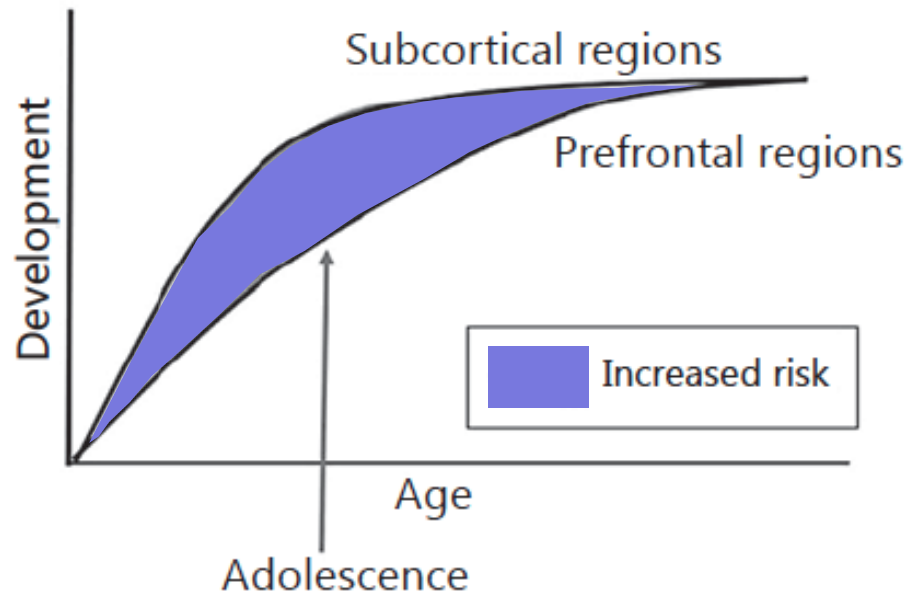 Subcortical regions
Prefrontal regions
Development
Increased risk
Age
Adolescence